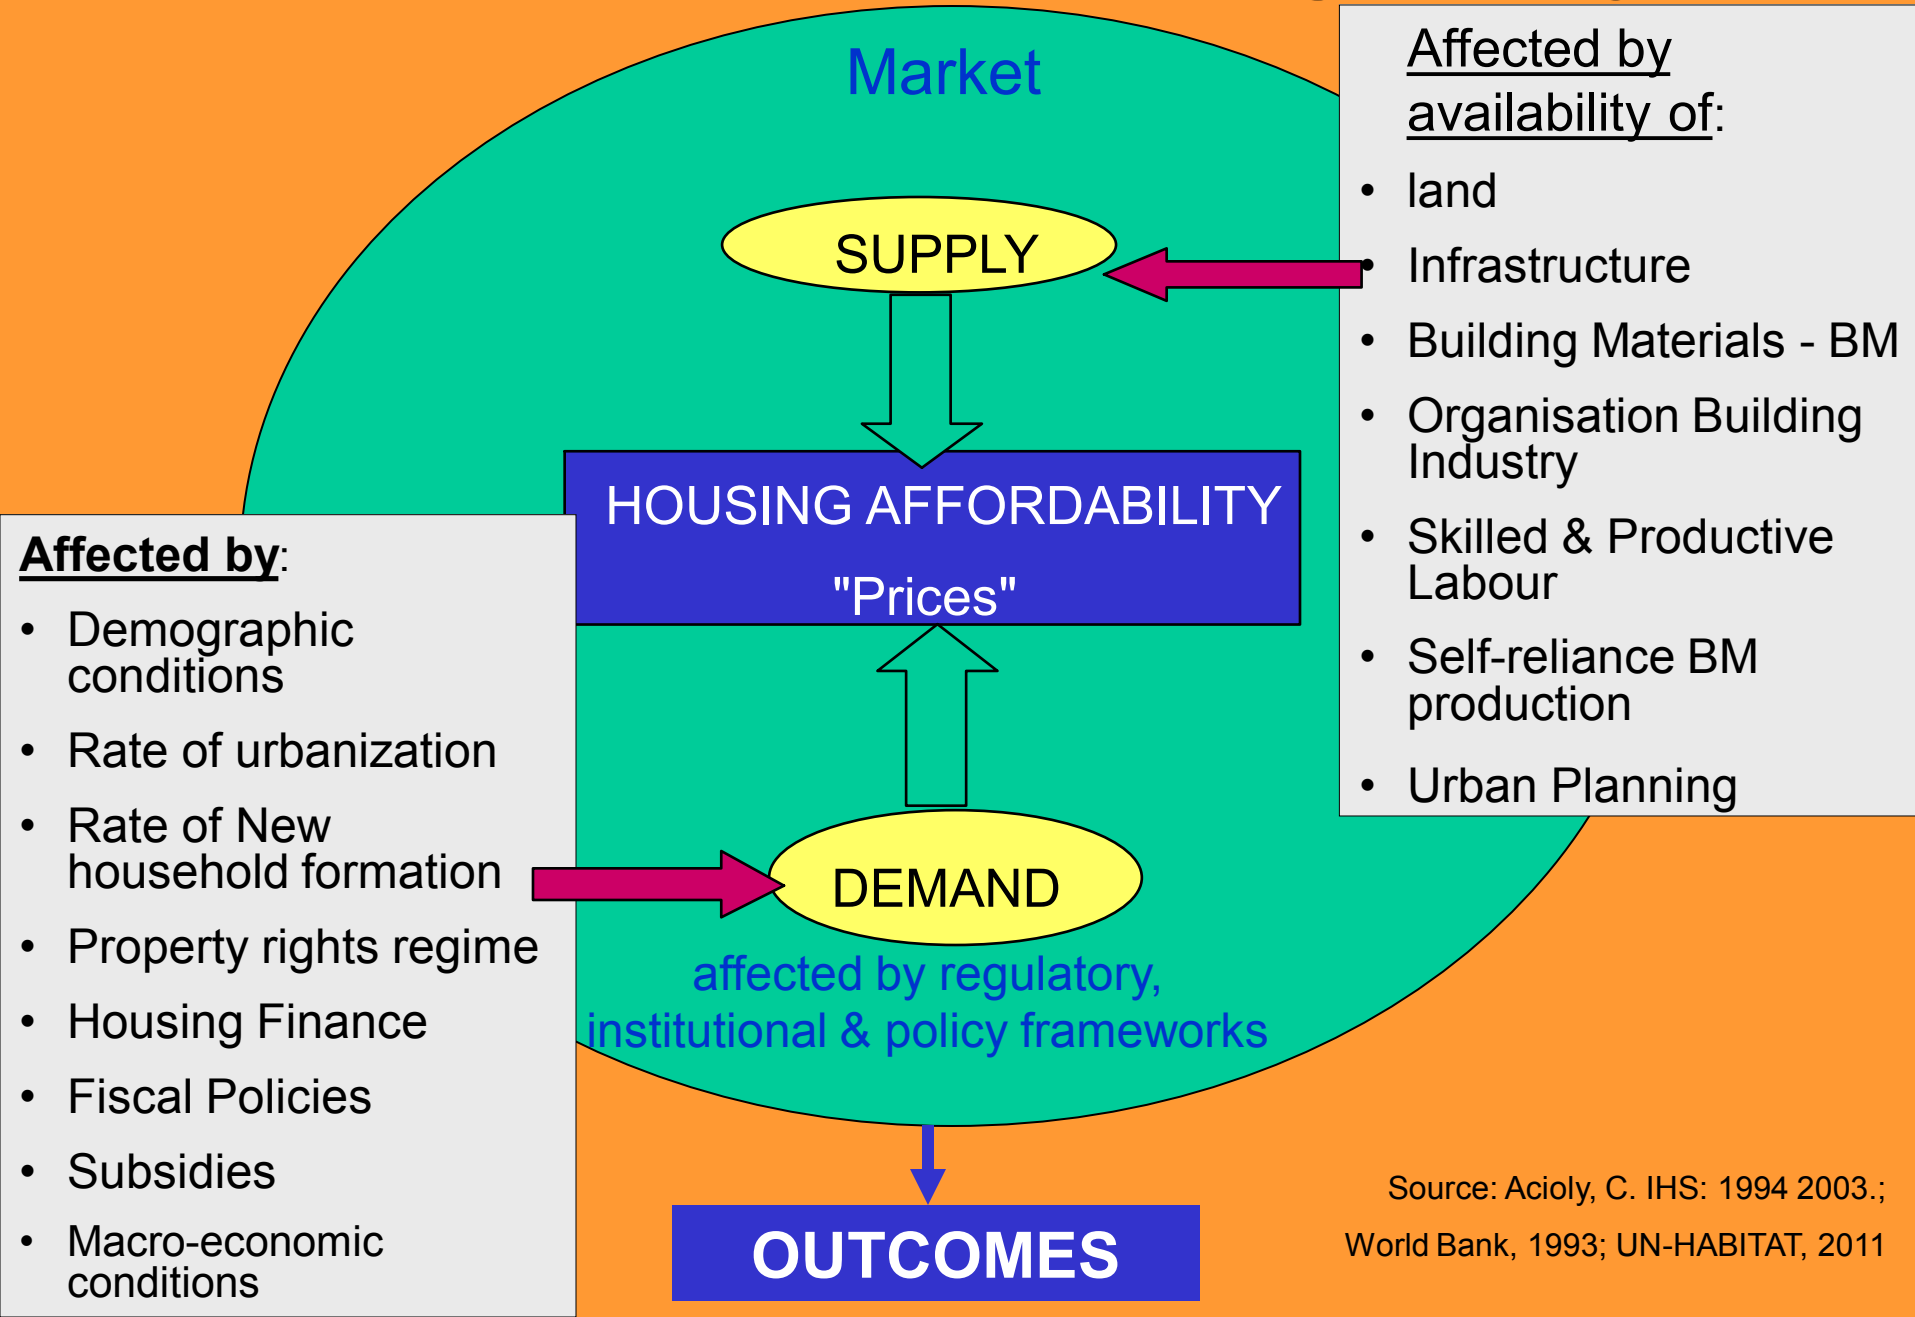 Market
SUPPLY
HOUSING AFFORDABILITY
"Prices"
DEMAND
affected by regulatory,
institutional & policy frameworks
OUTCOMES
Affected by
availability of:
• land
• Infrastructure
• Building Materials - BM
• Organisation Building
Industry
• Skilled & Productive
Labour
• Self-reliance BM
production
• Urban Planning
Affected by:
• Demographic
conditions
• Rate of urbanization
• Rate of New
household formation
• Property rights regime
• Housing Finance
• Fiscal Policies
• Subsidies
• Macro-economic
conditions
Source: Acioly, C. IHS: 1994 2003.;
World Bank, 1993; UN-HABITAT, 2011